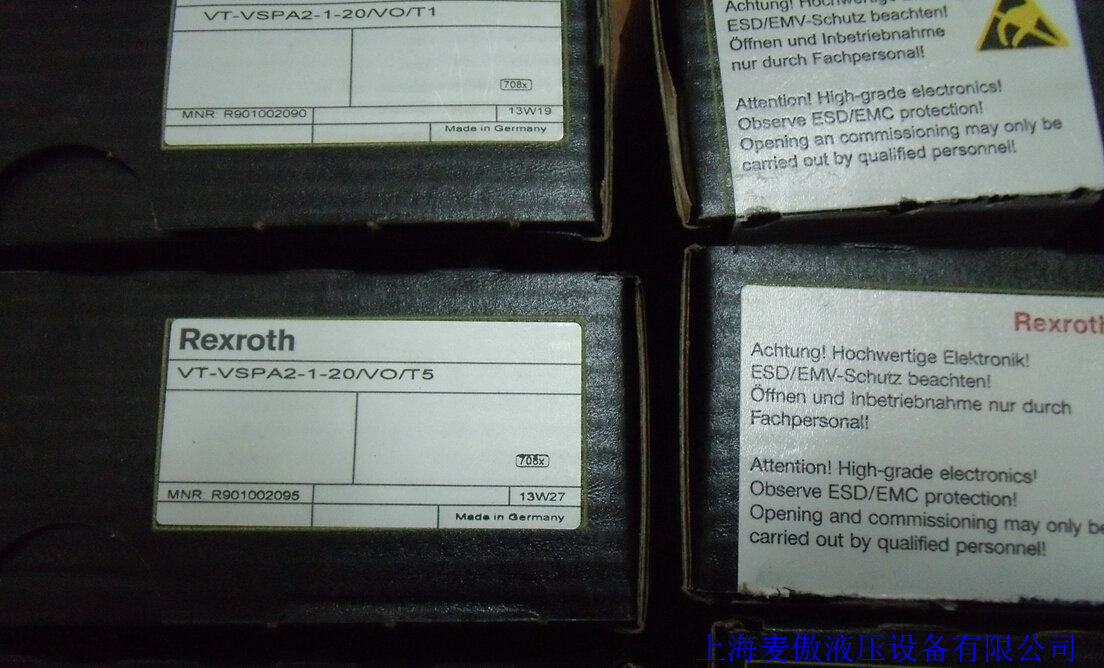 VT-VSPA2-1-20/VO/T1
708x
MNR: R901002090
13W19
Made in Germany
Achtung! Hochwertige
ESD/EMV-Schutz beachten!
Öffnen und Inbetriebnahme
nur durch Fachpersonal!
Attention! High-grade electronics!
Observe ESD/EMC protection!
Opening an commissioning may only be
carried out by qualified personnel!
Rexroth
VT-VSPA2-1-20/VO/T5
708x
MNR: R901002095
13W27
Made in Germany
Rexroth
Achtung! Hochwertige Elektronik!
ESD/EMV-Schutz beachten!
Öffnen und Inbetriebnahme nur durch
Fachpersonal!
Attention! High-grade electronics!
Observe ESD/EMC protection!
Opening and commissioning may only be
carried out by qualified personnel!
上海麦傲液压设备有限公司